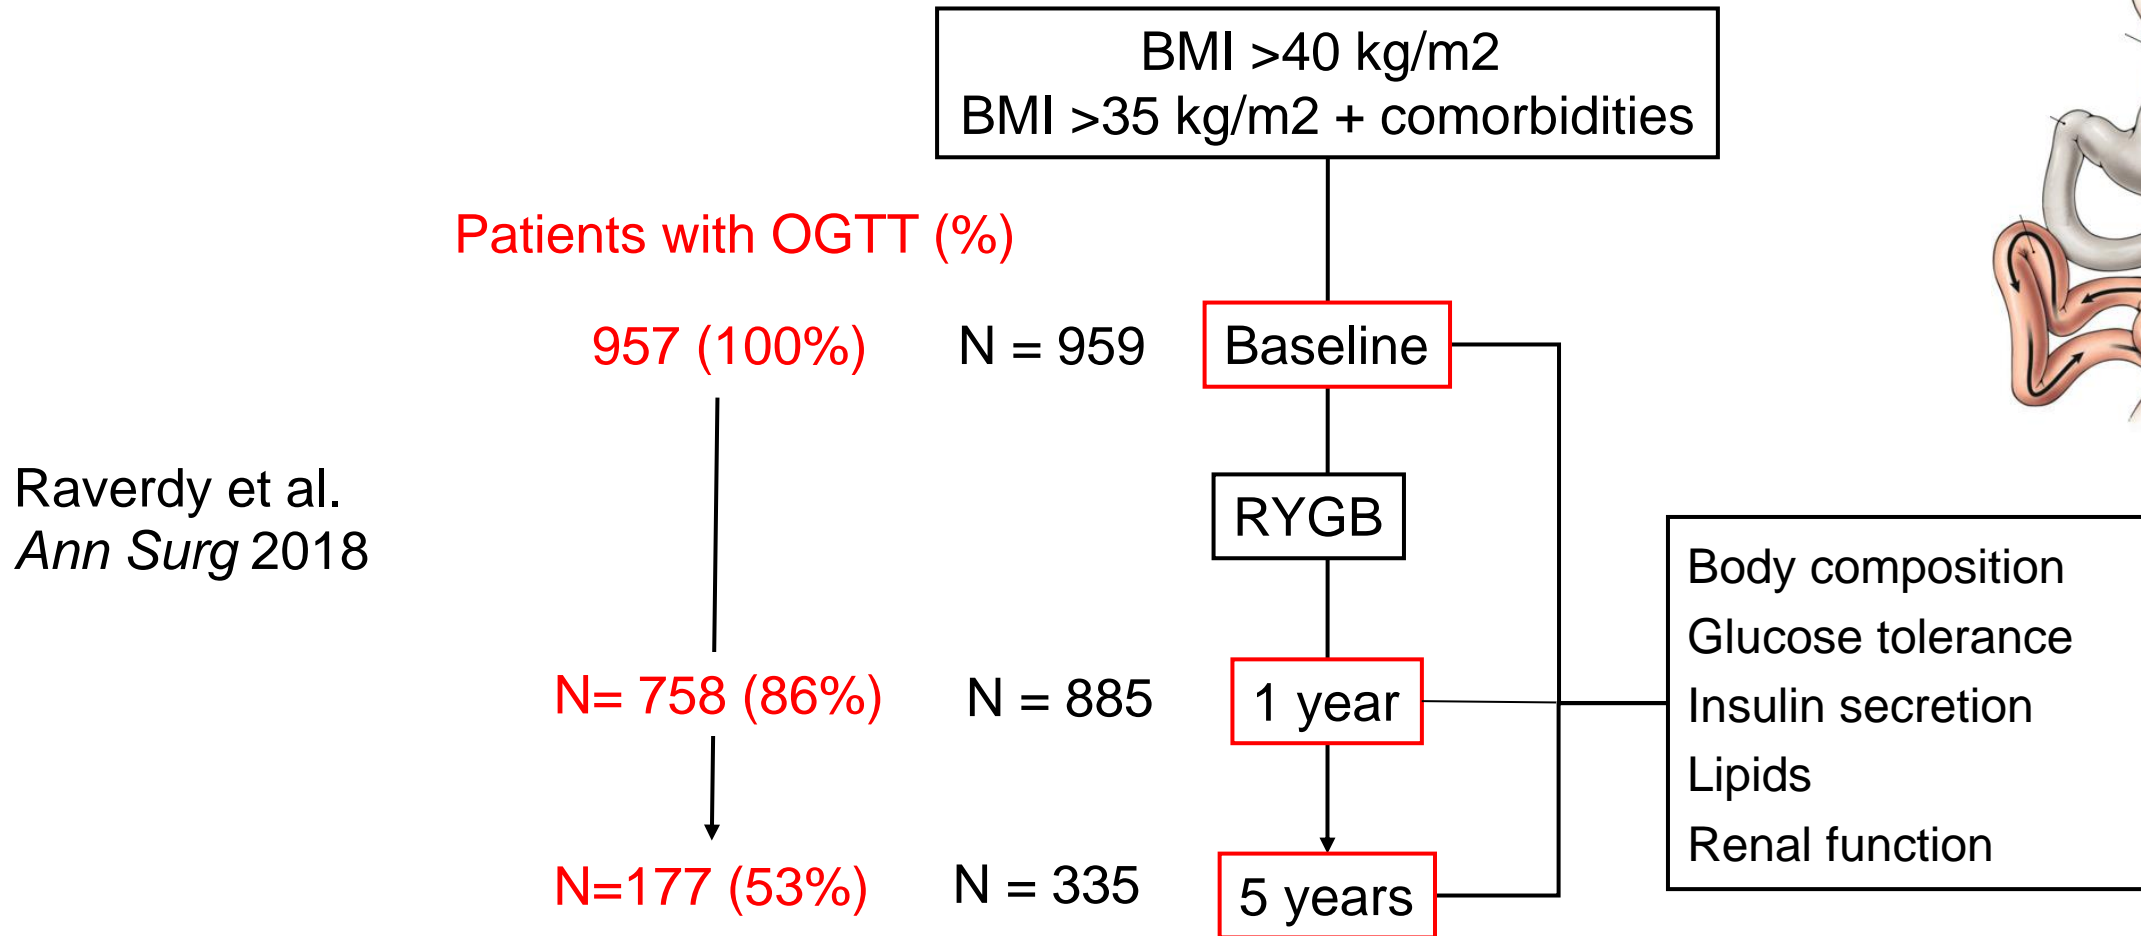 BMI >40 kg/m2
BMI >35 kg/m2 + comorbidities
Patients with OGTT (%)
957 (100%)
N = 959
Baseline
Raverdy et al.
Ann Surg 2018
RYGB
Body composition
Glucose tolerance
Insulin secretion
Lipids
Renal function
N= 758 (86%)
N = 885
1 year
N=177 (53%)
N = 335
5 years